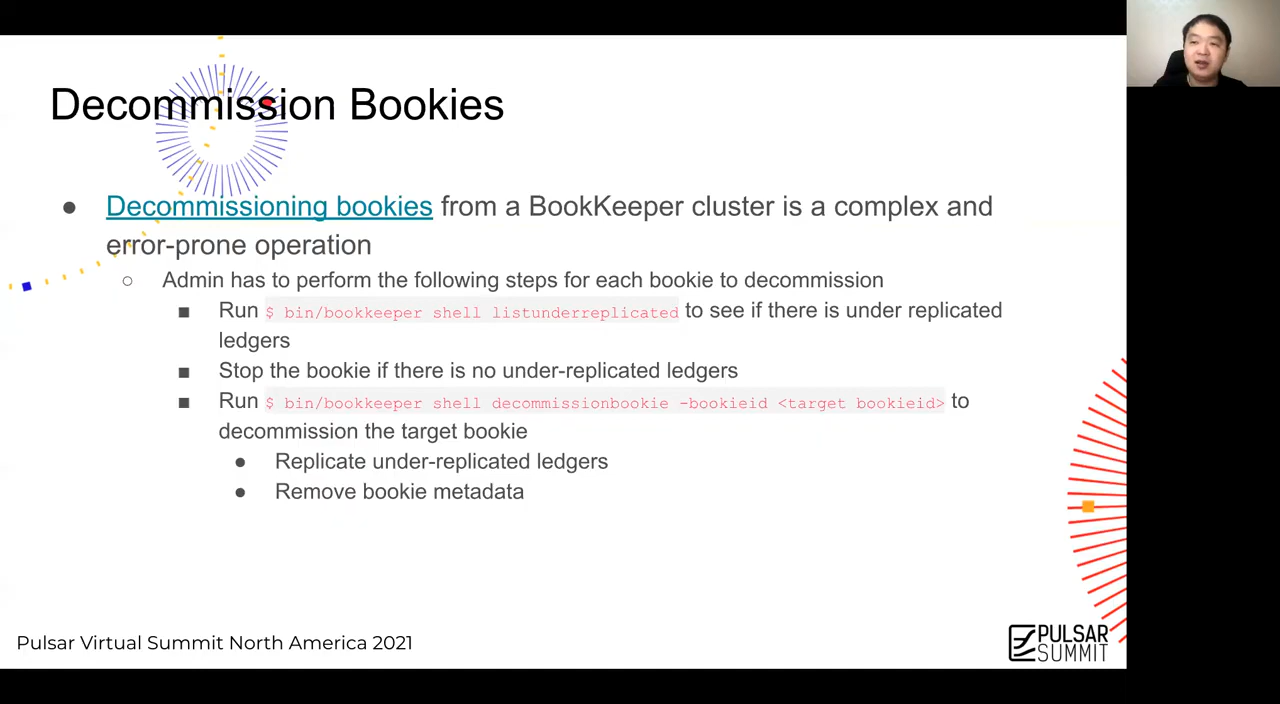 Decommission Bookies
● Decommissioning bookies from a BookKeeper cluster is a complex and
error-prone operation
○ Admin has to perform the following steps for each bookie to decommission
■ Run $ bin/bookkeeper shell listunderreplicated to see if there is under replicated
ledgers
■ Stop the bookie if there is no under-replicated ledgers
■ Run $ bin/bookkeeper shell decommissionbookie -bookieid <target bookieid> to
decommission the target bookie
● Replicate under-replicated ledgers
● Remove bookie metadata
Pulsar Virtual Summit North America 2021
PULSAR
SUMMIT